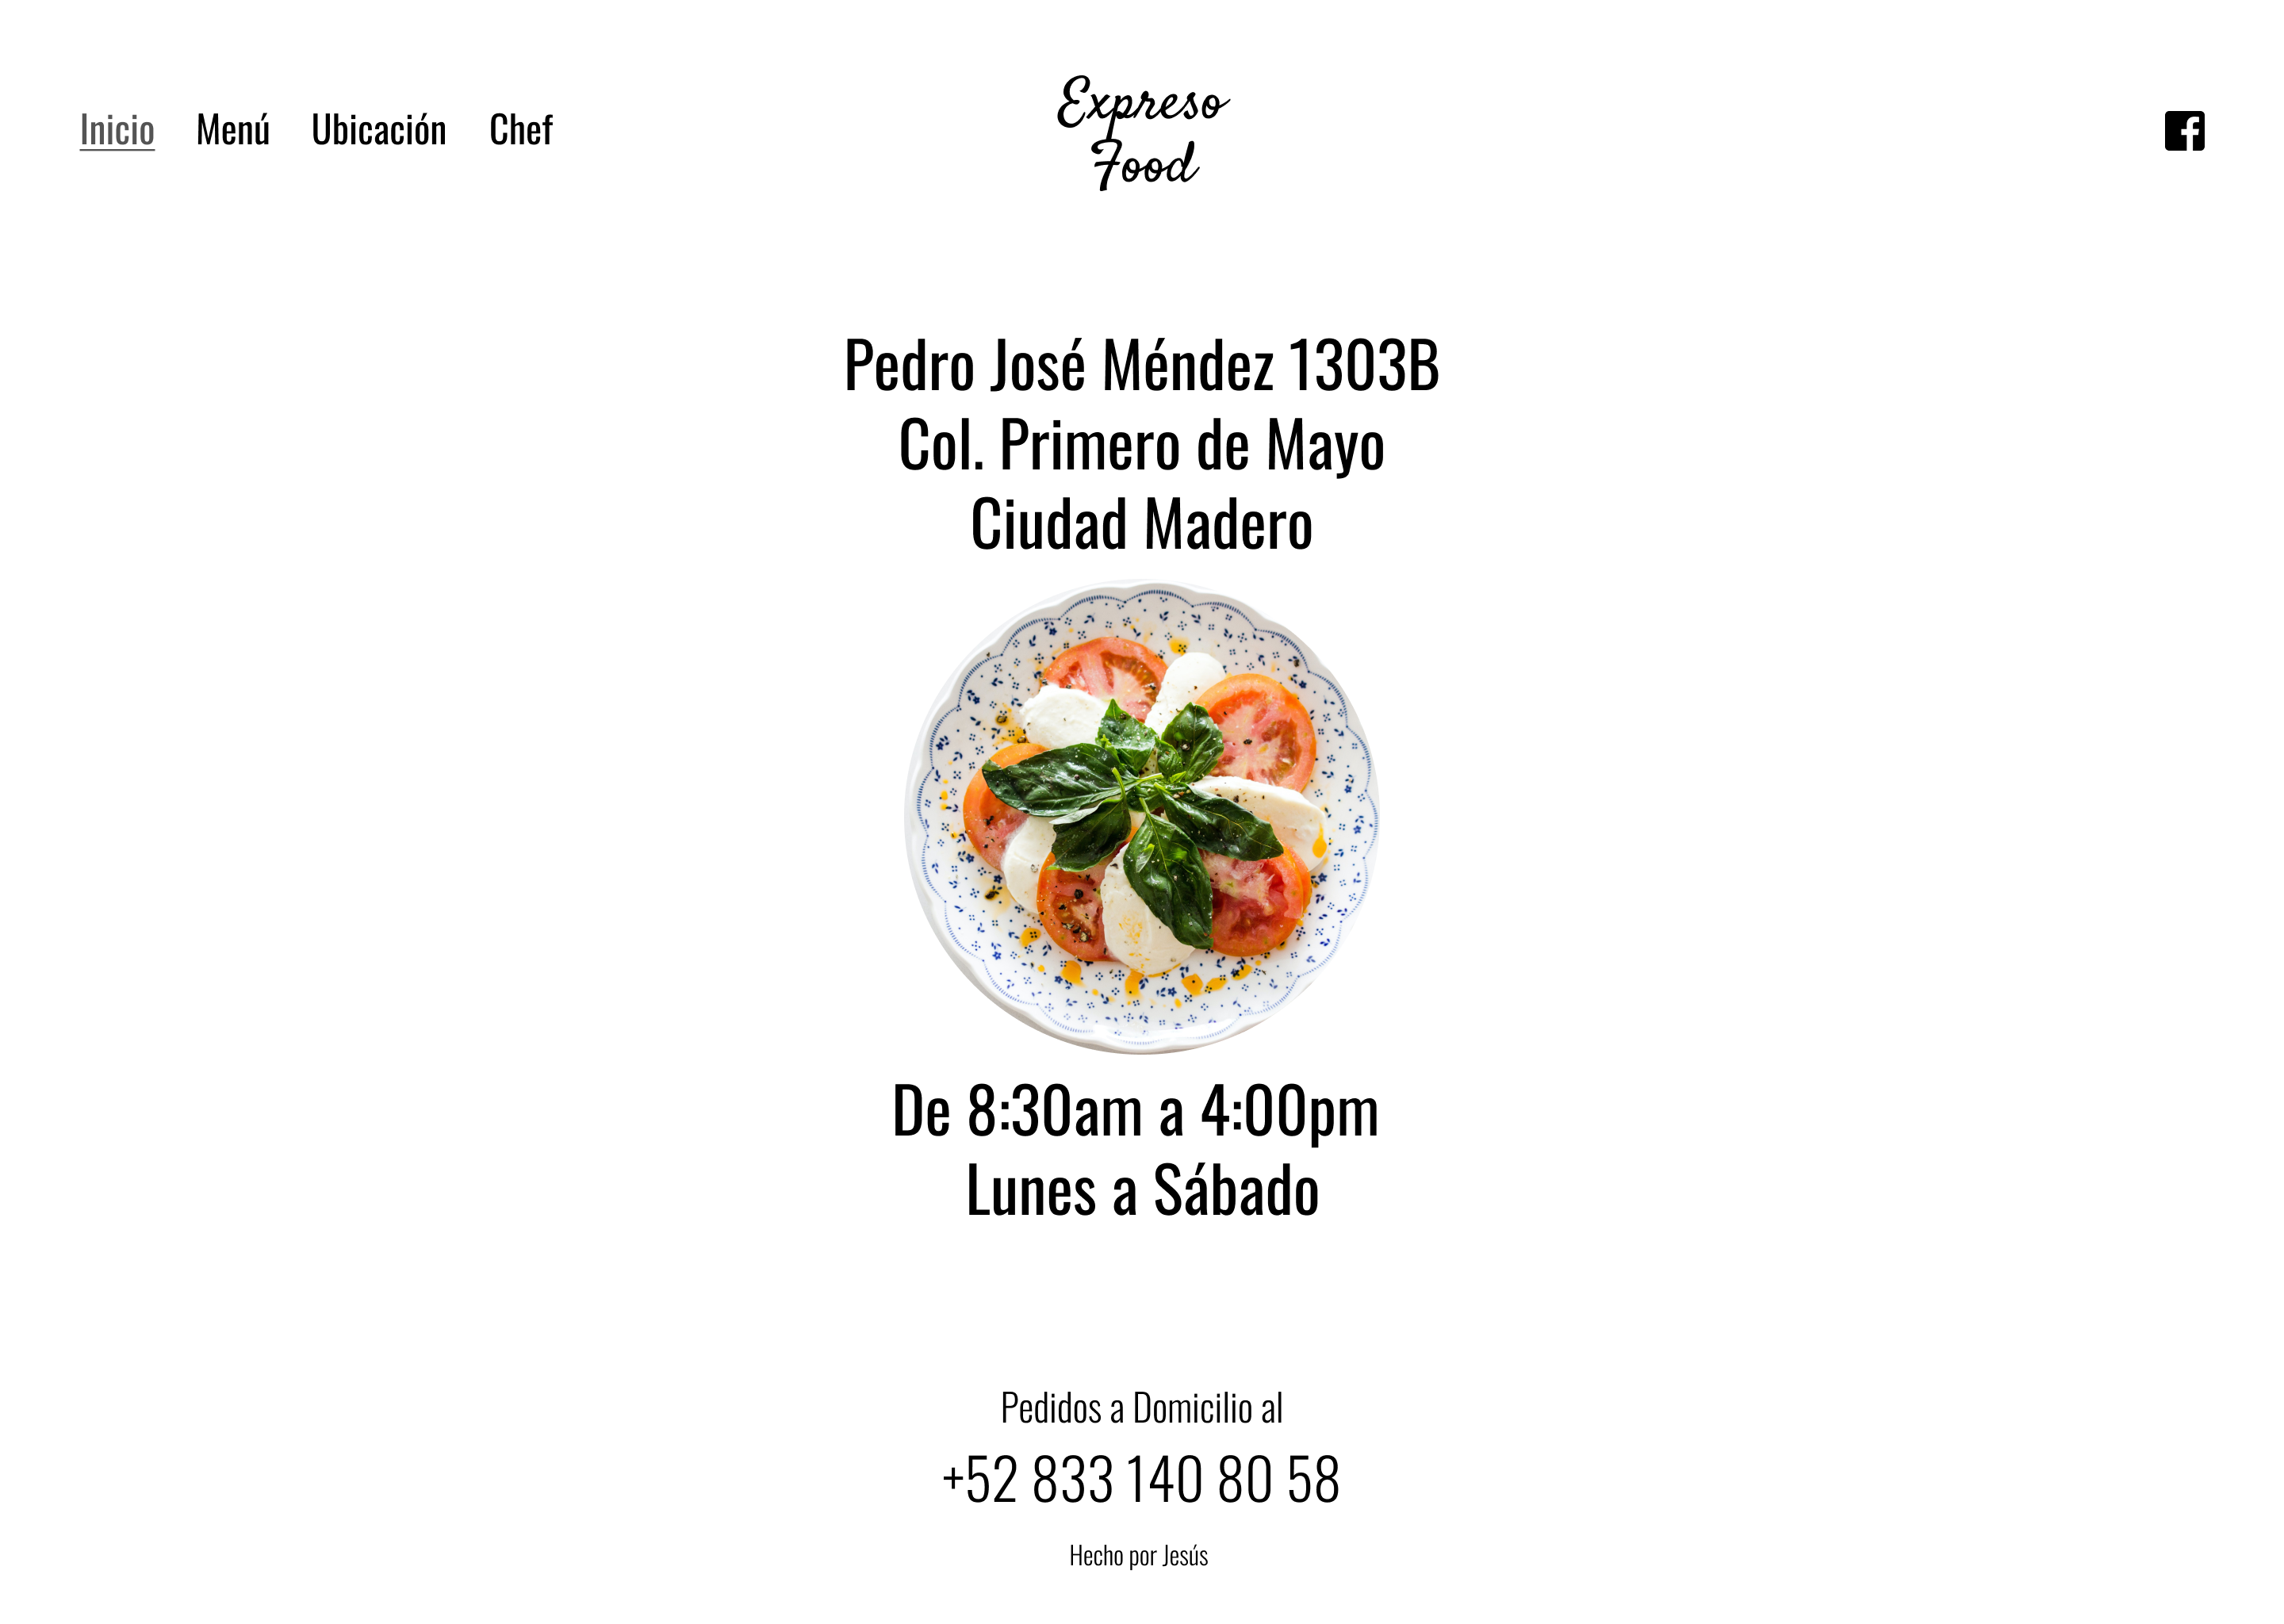 Inicio Menú Ubicación Chef
Expreso
Food
Pedro José Méndez 1303B
Col. Primero de Mayo
Ciudad Madero
De 8:30am a 4:00pm
Lunes a Sábado
Pedidos a Domicilio al
+52 833 140 80 58
Hecho por Jesús